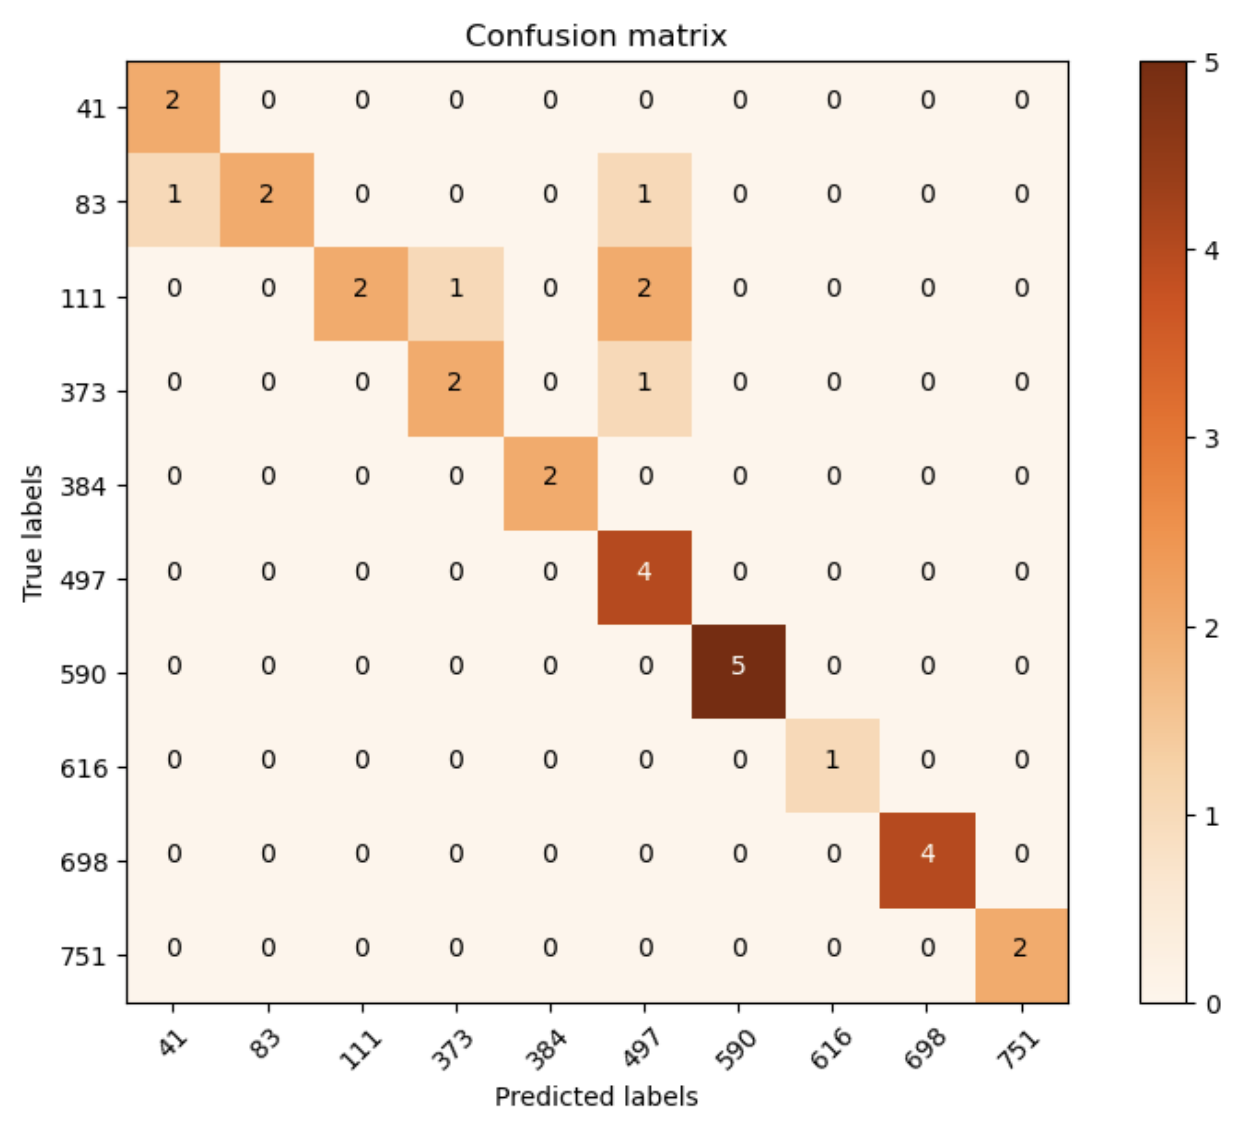 Confusion matrix
41 2 0 0 0 0 0 0 0 0 0
83 1 2 0 0 0 1 0 0 0 0
111 0 0 2 1 0 2 0 0 0 0
373 0 0 0 2 0 1 0 0 0 0
384 0 0 0 0 2 0 0 0 0 0
497 0 0 0 0 0 4 0 0 0 0
590 0 0 0 0 0 0 5 0 0 0
616 0 0 0 0 0 0 0 1 0 0
698 0 0 0 0 0 0 0 0 4 0
751 0 0 0 0 0 0 0 0 0 2
41 83 111 373 384 497 590 616 698 751
Predicted labels
True labels
5
4
3
2
1
0